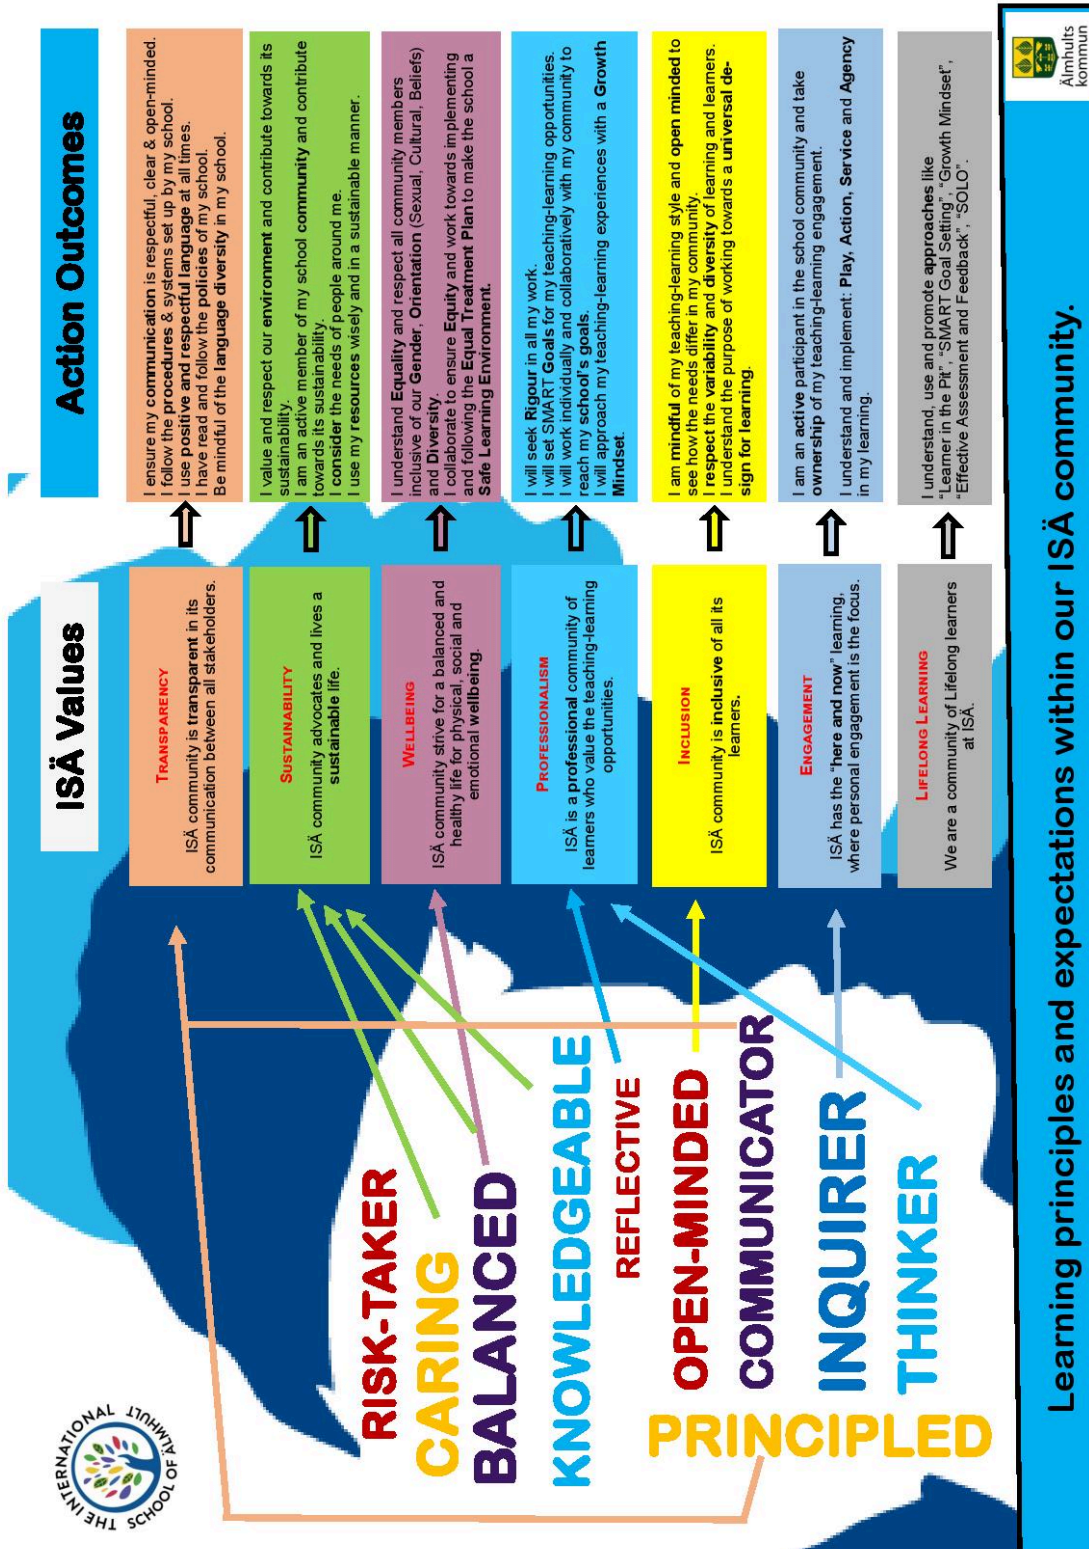 THE INTERNATIONAL
SCHOOL OF ÄLMHULT
RISK-TAKER
CARING
BALANCED
KNOWLEDGEABLE
REFLECTIVE
OPEN-MINDED
PRINCIPLED
COMMUNICATOR
INQUIRER
THINKER
ISÄ Values
Action Outcomes
TRANSPARENCY
ISÄ community is transparent in its
communication between all stakeholders.
I ensure my communication is respectful, clear & open-minded.
I follow the procedures & systems set up by my school.
I use positive and respectful language at all times.
I have read and follow the policies of my school.
Be mindful of the language diversity in my school.
SUSTAINABILITY
ISÄ community advocates and lives a
sustainable life.
I value and respect our environment and contribute towards its
sustainability.
I am an active member of my school community and contribute
towards its sustainability.
I consider the needs of people around me.
I use my resources wisely and in a sustainable manner.
WELLBEING
ISÄ community strive for a balanced and
healthy life for physical, social and
emotional wellbeing.
I understand Equality and respect all community members
inclusive of our Gender, Orientation (Sexual, Cultural, Beliefs)
and Diversity.
I collaborate to ensure Equity and work towards implementing
and following the Equal Treatment Plan to make the school a
Safe Learning Environment.
PROFESSIONALISM
ISÄ is a professional community of
learners who value the teaching-learning
opportunities.
I will seek Rigour in all my work.
I will set SMART Goals for my teaching-learning opportunities.
I will work individually and collaboratively with my community to
reach my school's goals.
I will approach my teaching-learning experiences with a Growth
Mindset.
INCLUSION
ISÄ community is inclusive of all its
learners.
I am mindful of my teaching-learning style and open minded to
see how the needs differ in my community.
I respect the variability and diversity of learning and learners.
I understand the purpose of working towards a universal de-
sign for learning.
ENGAGEMENT
ISÄ has the "here and now" learning,
where personal engagement is the focus.
I am an active participant in the school community and take
ownership of my teaching-learning engagement.
I understand and implement: Play, Action, Service and Agency
in my learning.
LIFELONG LEARNING
We are a community of Lifelong learners
at ISÄ.
I understand, use and promote approaches like
"Learner in the Pit", "SMART Goal Setting", "Growth Mindset",
"Effective Assessment and Feedback", "SOLO".
Learning principles and expectations within our ISÄ community.
Älmhults
kommun